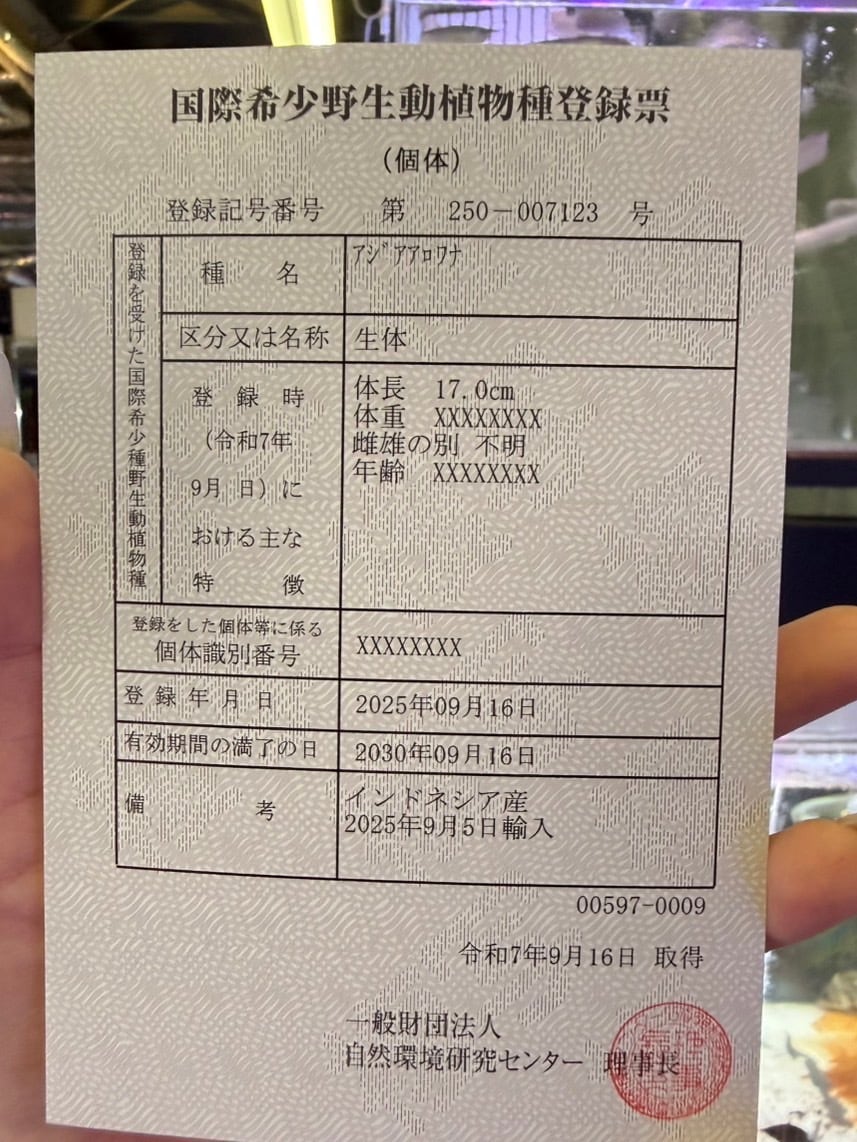 国際希少野生動植物種登録票
(個体)
登録記号番号 第 250-007123 号
登録を受けた国際希少種野生動植物種
種 名
アジアアロワナ
区分又は名称
生体
登 録 時
(令和7年
9月 日)に
おける主な
特 徴
体長 17.0cm
体重 XXXXXXXX
雌雄の別 不明
年齢 XXXXXXXX
登録をした個体等に係る
個体識別番号
XXXXXXXX
登 録 年 月 日
2025年09月16日
有効期間の満了の日
2030年09月16日
備 考
インドネシア産
2025年9月5日輸入
00597-0009
令和7年9月16日 取得
一般財団法人
自然環境研究センター 理事長